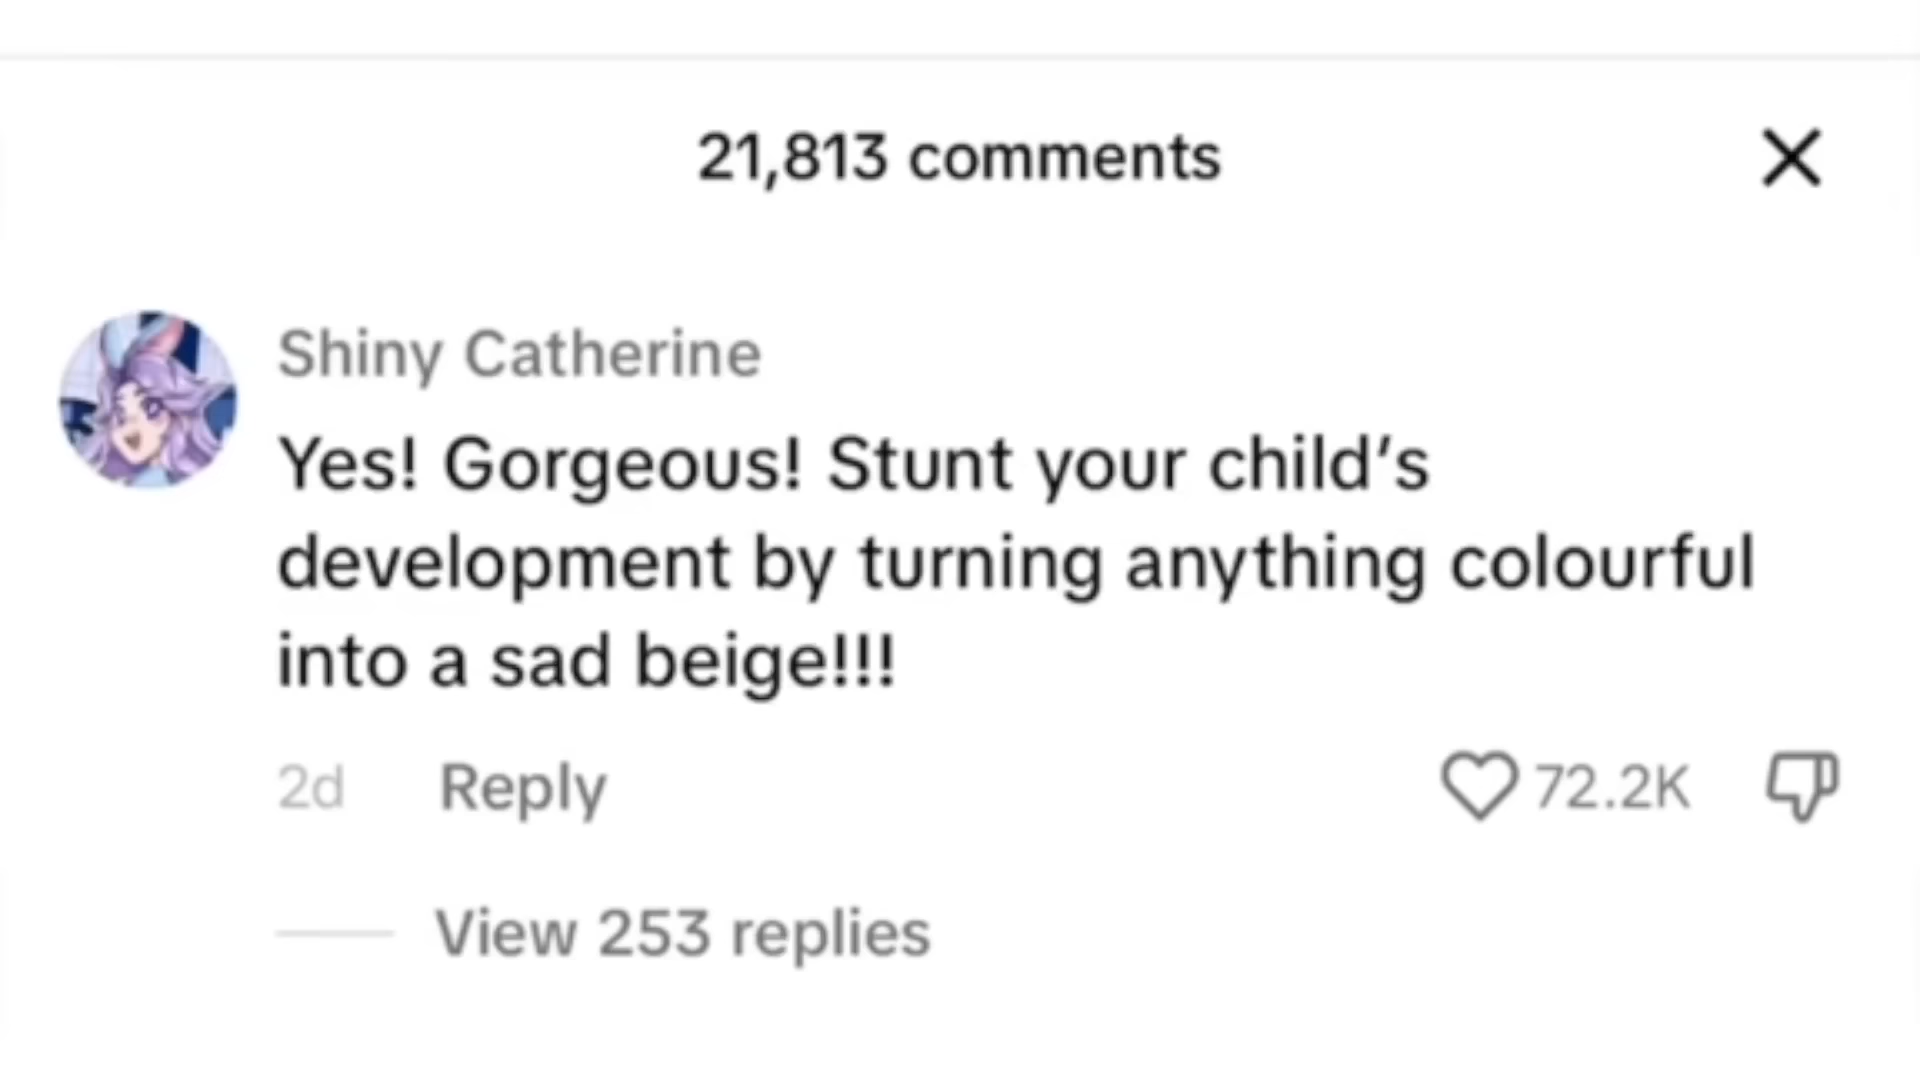 21,813 comments
Shiny Catherine
Yes! Gorgeous! Stunt your child’s
development by turning anything colourful
into a sad beige!!!
2d Reply 72.2K
View 253 replies